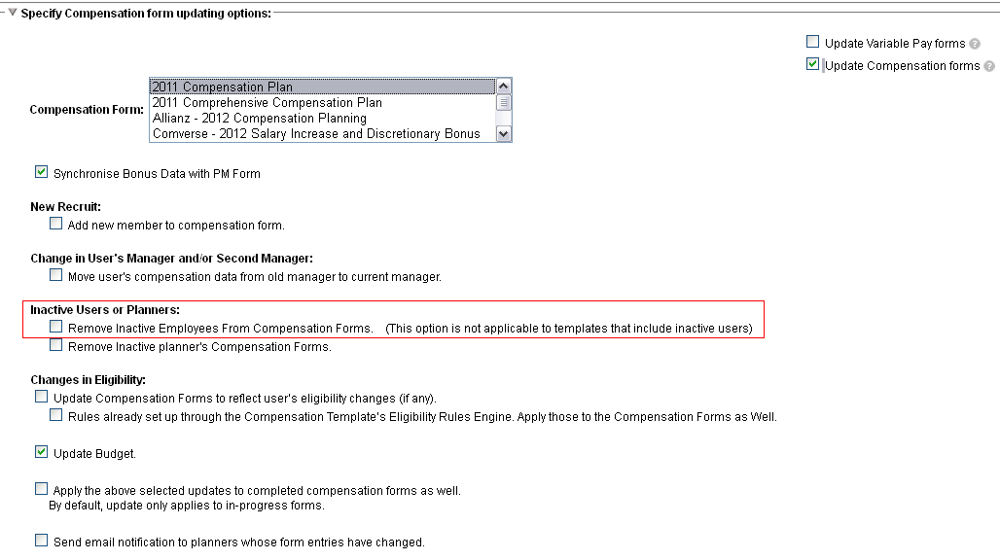 Specify Compensation form updating options:
Update Variable Pay forms ?
Update Compensation forms ?
Compensation Form:
2011 Compensation Plan
2011 Comprehensive Compensation Plan
Allianz - 2012 Compensation Planning
Comverse - 2012 Salary Increase and Discretionary Bonus
Synchronise Bonus Data with PM Form
New Recruit:
Add new member to compensation form.
Change in User's Manager and/or Second Manager:
Move user's compensation data from old manager to current manager.
Inactive Users or Planners:
Remove Inactive Employees From Compensation Forms. (This option is not applicable to templates that include inactive users)
Remove Inactive planner's Compensation Forms.
Changes in Eligibility:
Update Compensation Forms to reflect user's eligibility changes (if any).
Rules already set up through the Compensation Template's Eligibility Rules Engine. Apply those to the Compensation Forms as Well.
Update Budget.
Apply the above selected updates to completed compensation forms as well.
By default, update only applies to in-progress forms.
Send email notification to planners whose form entries have changed.